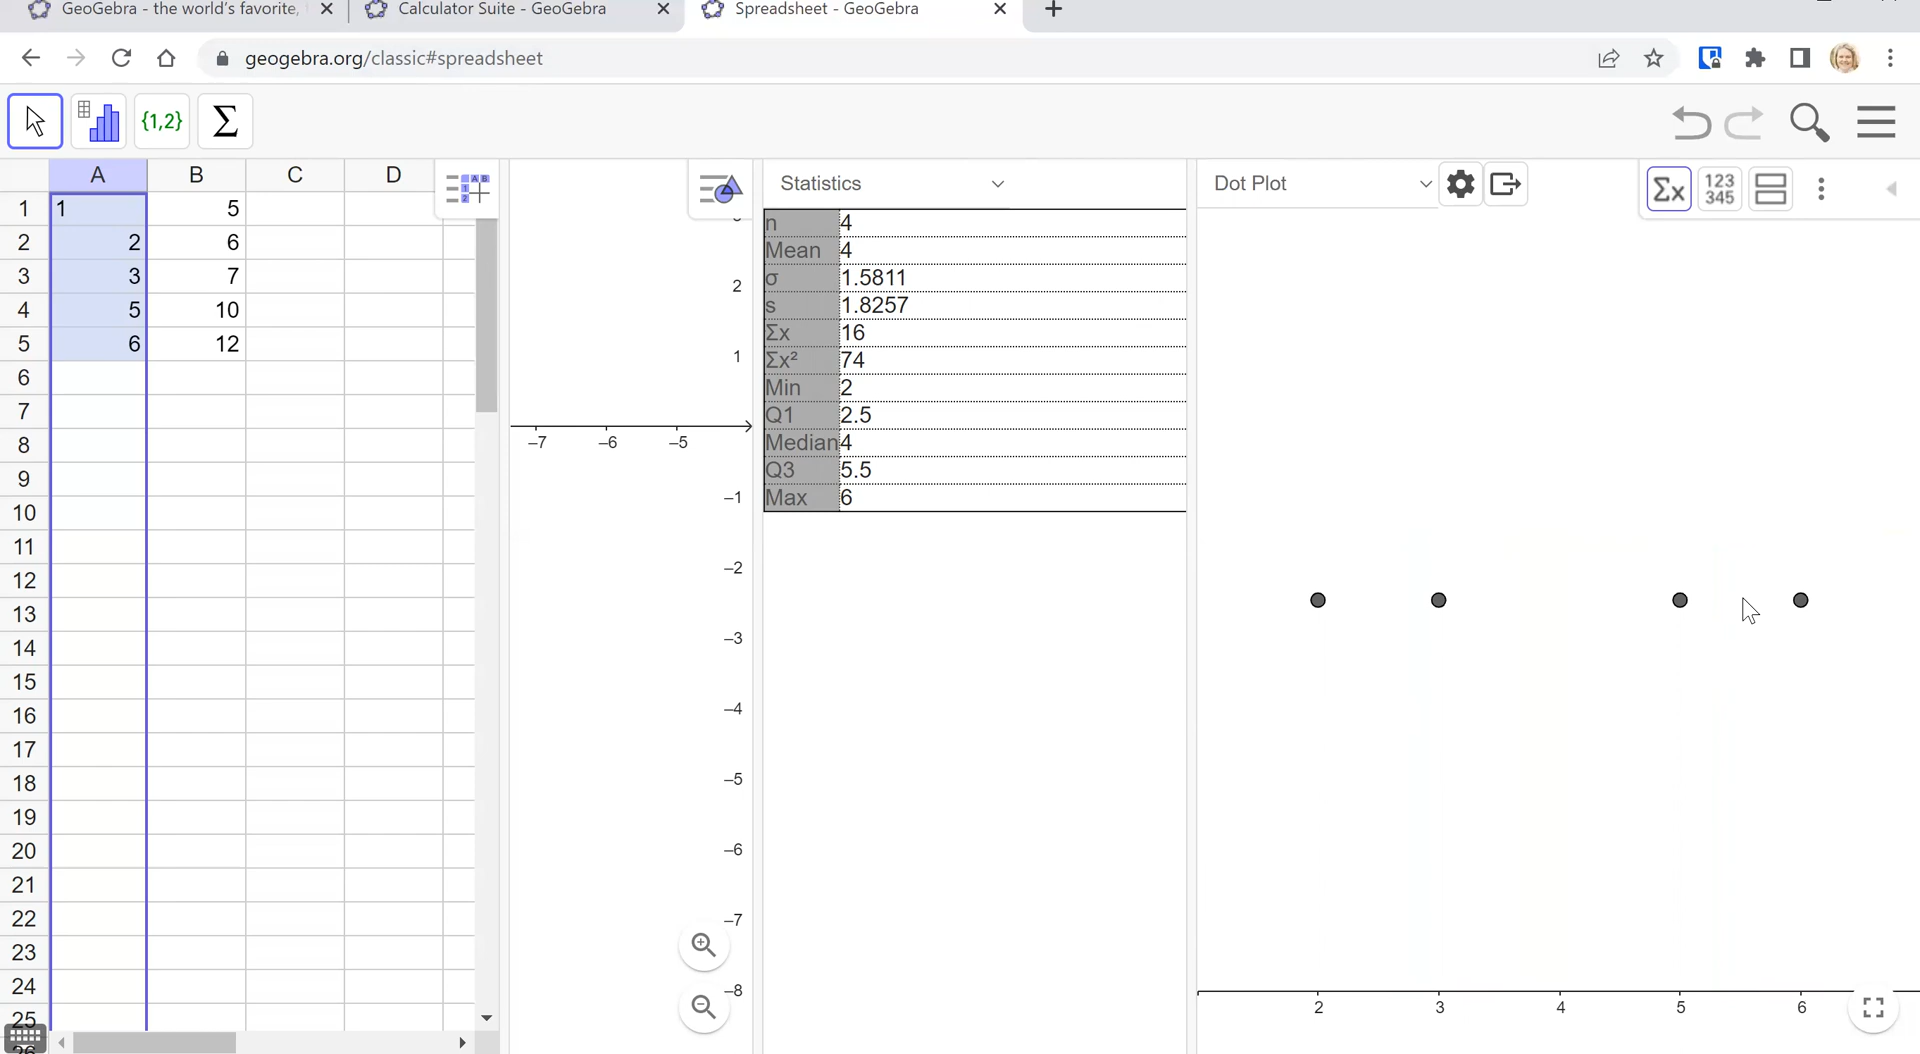 GeoGebra - the world's favorite,
Calculator Suite - GeoGebra
Spreadsheet - GeoGebra
geogebra.org/classic#spreadsheet
{1,2}
Σ
A B C D
1 1 5
2 2 6
3 3 7
4 5 10
5 6 12
6
7
8
9
10
11
12
13
14
15
16
17
18
19
20
21
22
23
24
25
26
2
1
–7 –6 –5
–1
–2
–3
–4
–5
–6
–7
–8
Statistics
n 4
Mean 4
σ 1.5811
s 1.8257
Σx 16
Σx² 74
Min 2
Q1 2.5
Median 4
Q3 5.5
Max 6
Dot Plot
Σx
123
345
2 3 4 5 6